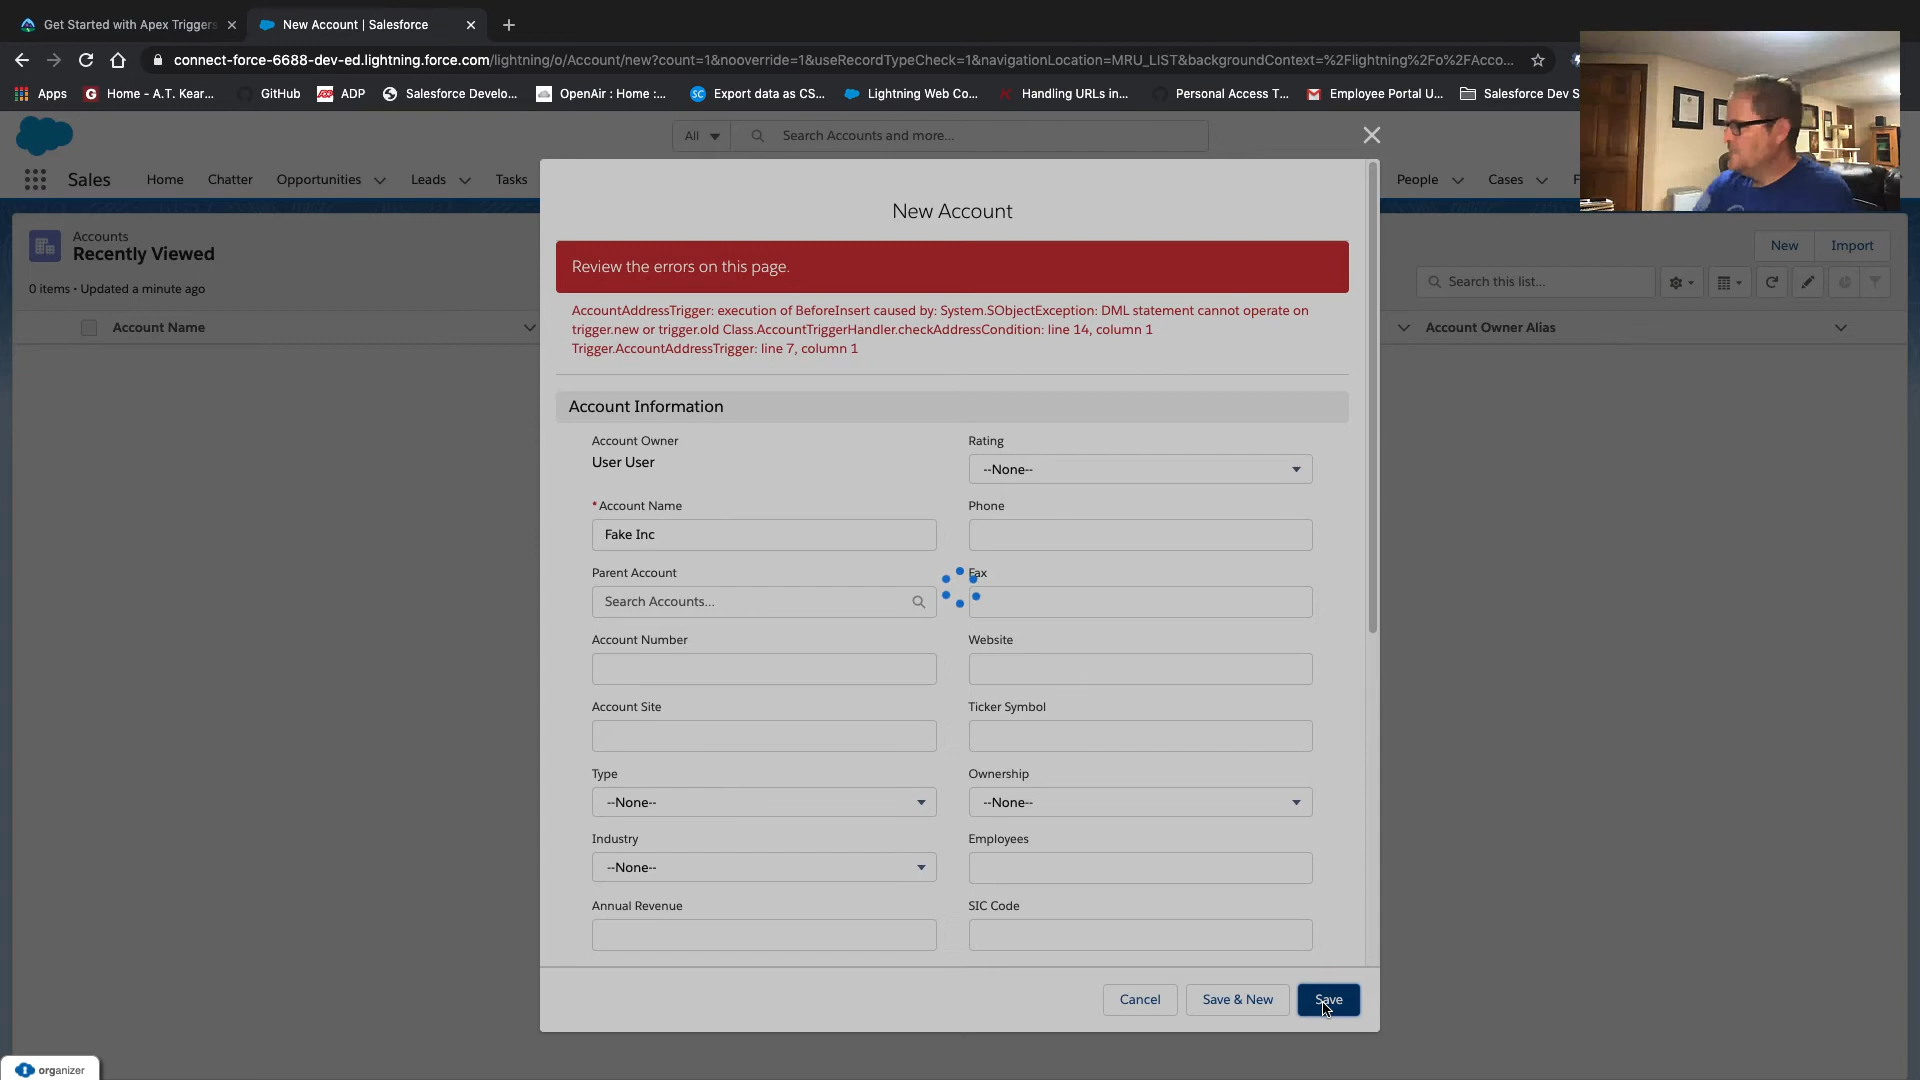 Get Started with Apex Triggers
New Account | Salesforce
connect-force-6688-dev-ed.lightning.force.com/lightning/o/Account/new?count=1&nooverride=1&useRecordTypeCheck=1&navigationLocation=MRU_LIST&backgroundContext=%2Flightning%2Fo%2FAcco...
Apps
Home - A.T. Kear...
GitHub
ADP
Salesforce Develo...
OpenAir : Home :...
SC
Export data as CS...
Lightning Web Co...
Handling URLs in...
Personal Access T...
Employee Portal U...
Salesforce Dev S
All
Search Accounts and more...
Sales
Home
Chatter
Opportunities
Leads
Tasks
People
Cases
F
Accounts
Recently Viewed
New
Import
0 items • Updated a minute ago
Search this list...
Account Name
Account Owner Alias
New Account
Review the errors on this page.
AccountAddressTrigger: execution of BeforeInsert caused by: System.SObjectException: DML statement cannot operate on
trigger.new or trigger.old Class.AccountTriggerHandler.checkAddressCondition: line 14, column 1
Trigger.AccountAddressTrigger: line 7, column 1
Account Information
Account Owner
User User
Rating
--None--
*Account Name
Fake Inc
Phone
Parent Account
Search Accounts...
Fax
Account Number
Website
Account Site
Ticker Symbol
Type
--None--
Ownership
--None--
Industry
--None--
Employees
Annual Revenue
SIC Code
Cancel
Save & New
Save
organizer